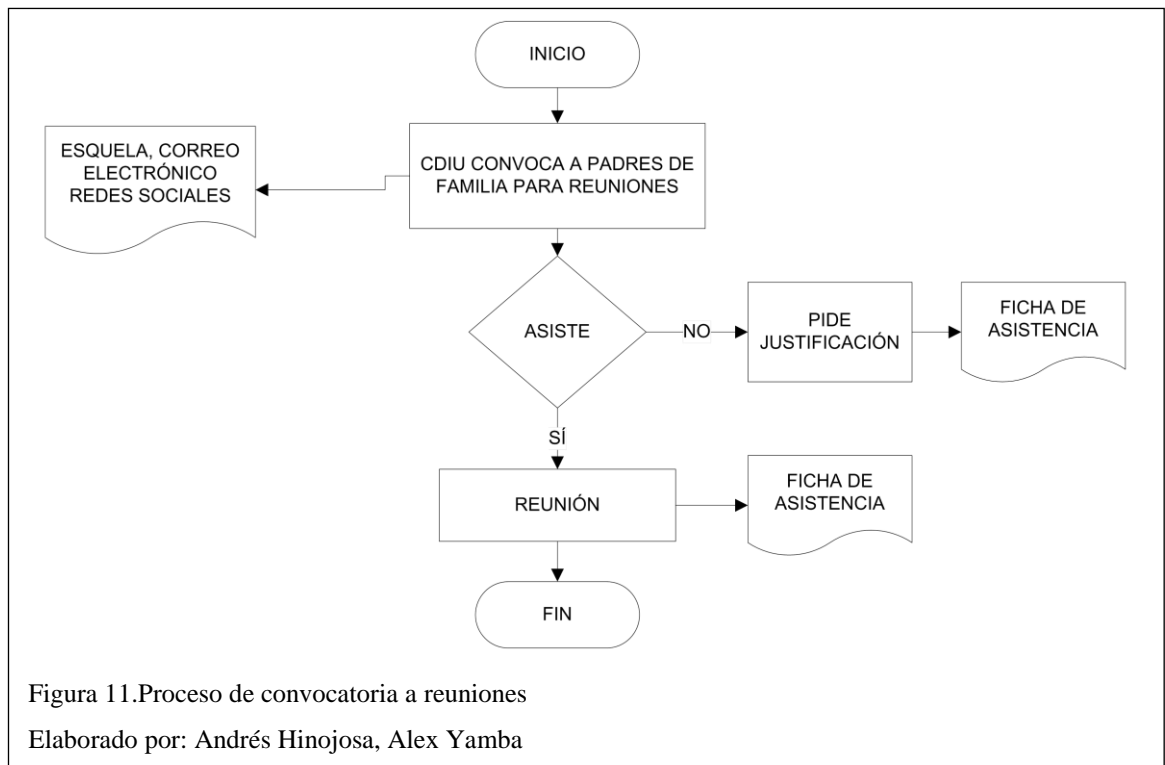 INICIO
ESQUELA, CORREO
ELECTRÓNICO
REDES SOCIALES
CDIU CONVOCA A PADRES DE
FAMILIA PARA REUNIONES
ASISTE
NO
PIDE
JUSTIFICACIÓN
FICHA DE
ASISTENCIA
SÍ
REUNIÓN
FICHA DE
ASISTENCIA
FIN
Figura 11.Proceso de convocatoria a reuniones
Elaborado por: Andrés Hinojosa, Alex Yamba